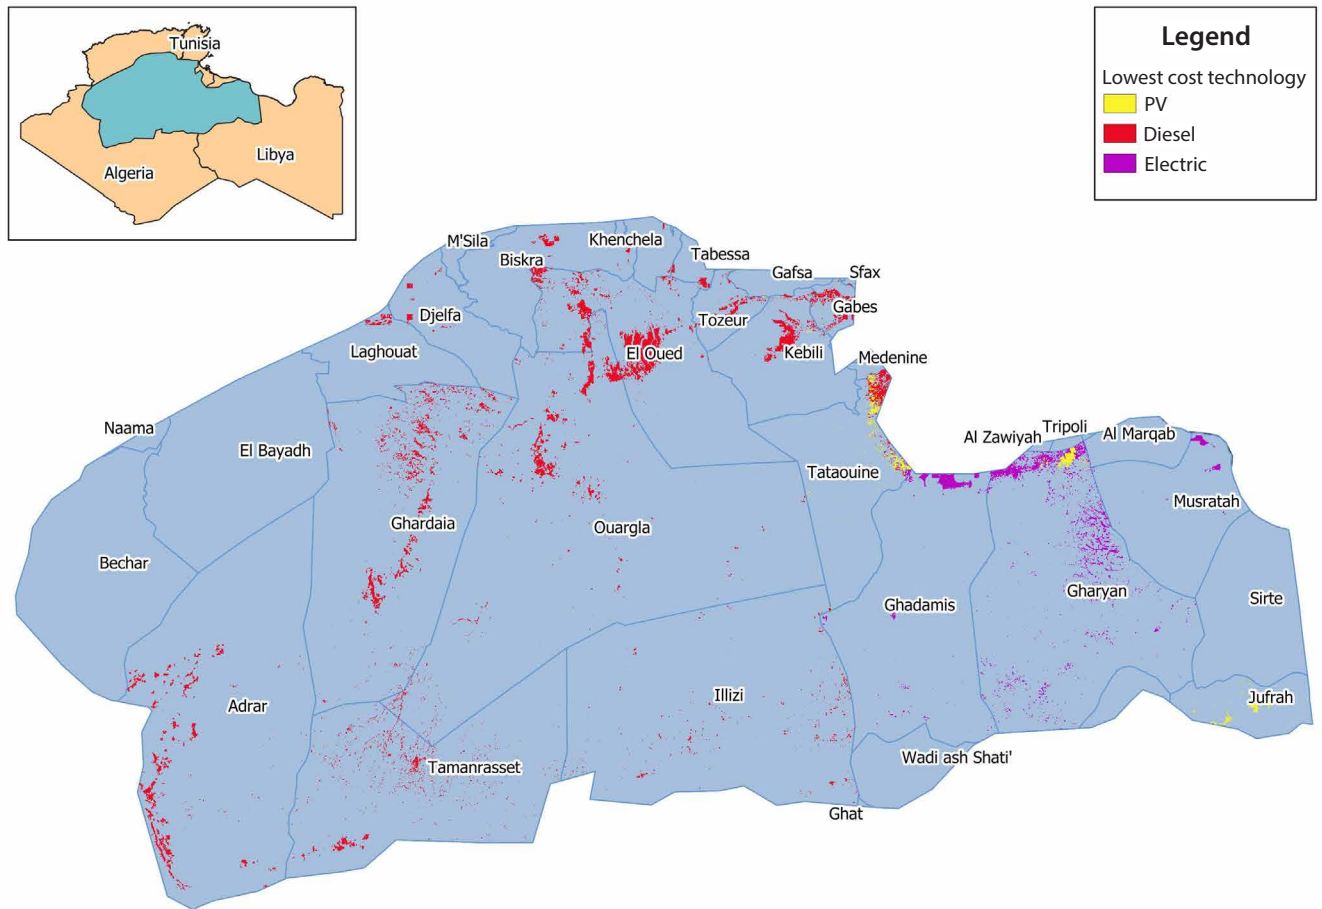 Tunisia
Algeria
Libya
Legend
Lowest cost technology
PV
Diesel
Electric
M'Sila
Khenchela
Biskra
Tabessa
Gafsa
Sfax
Djelfa
Tozeur
Gabes
Laghouat
El Oued
Kebili
Medenine
Naama
El Bayadh
Al Zawiyah
Tripoli
Al Marqab
Tataouine
Musratah
Ghardaia
Ouargla
Bechar
Ghadamis
Gharyan
Sirte
Adrar
Illizi
Jufrah
Tamanrasset
Wadi ash Shati'
Ghat